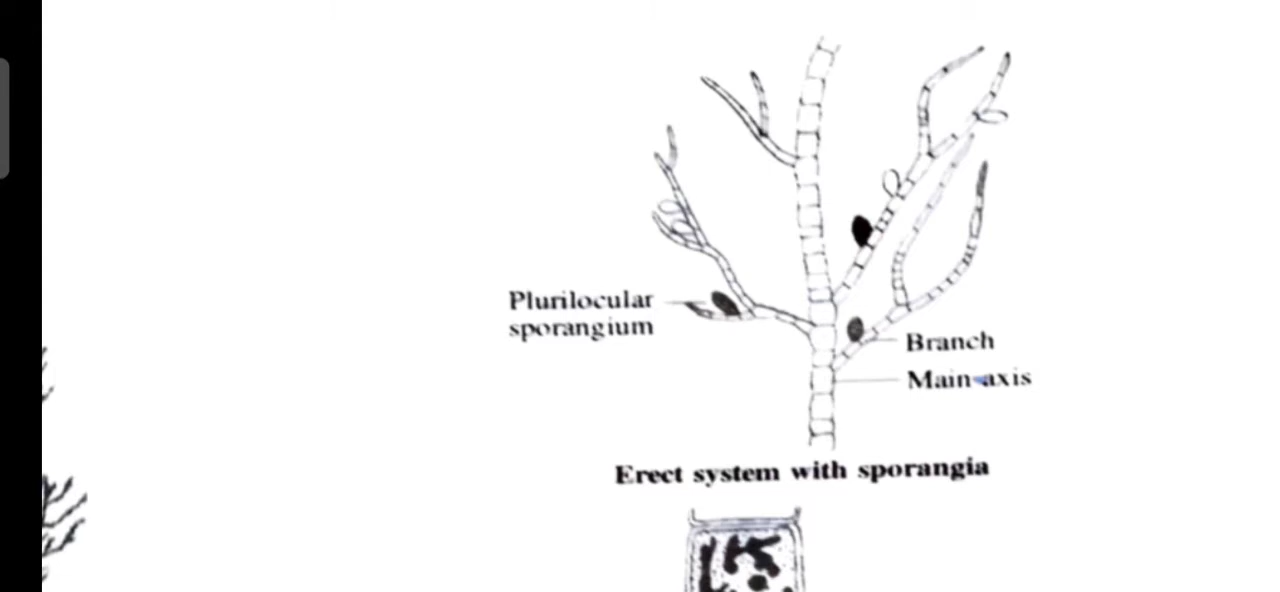 Plurilocular
sporangium
Branch
Main axis
Erect system with sporangia